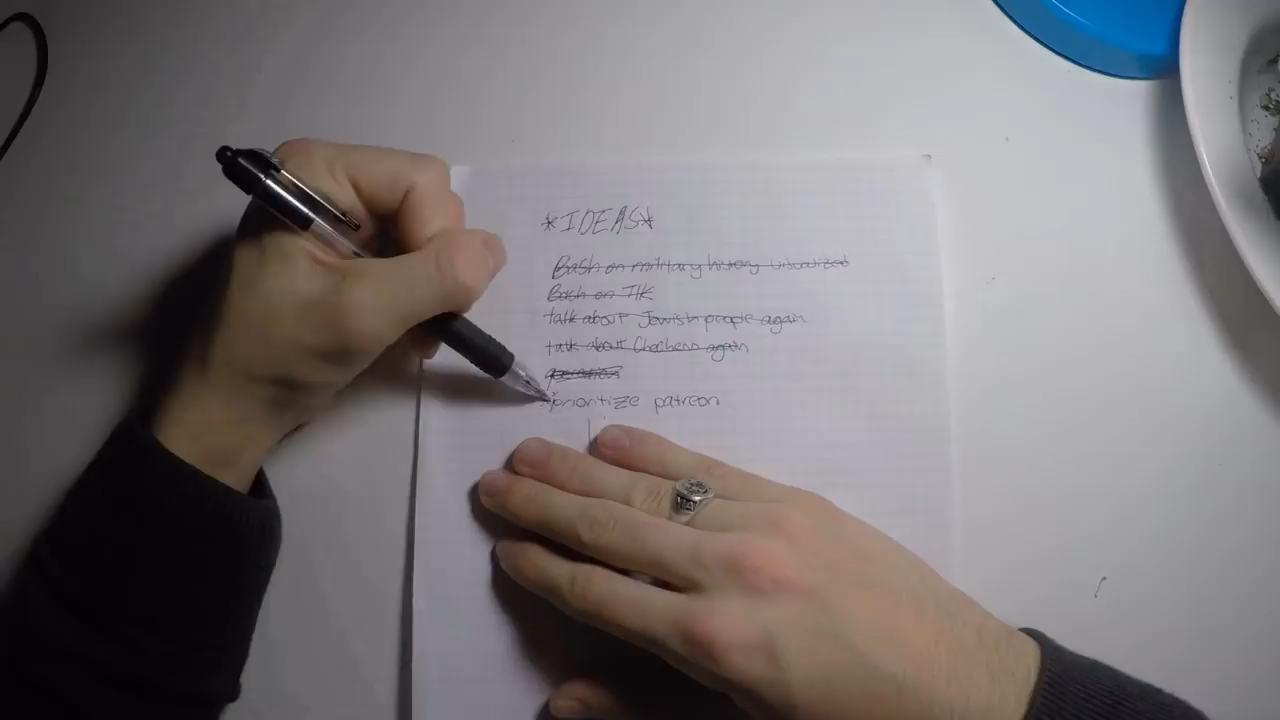 *IDEAS*
Bash on military history visualized
Bash on TIK
talk about Jewish people again
talk about Chechens again
prioritize patreon